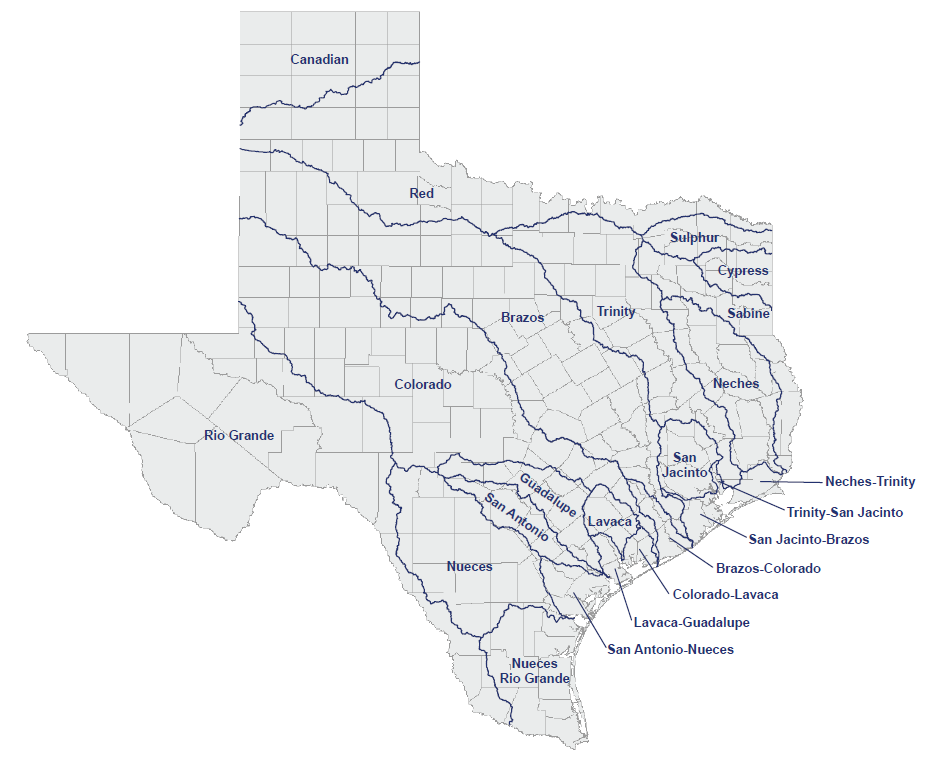 Canadian
Red
Sulphur
Cypress
Sabine
Trinity
Brazos
Neches
Colorado
Rio Grande
San
Jacinto
Neches-Trinity
Guadalupe
San Antonio
Lavaca
Trinity-San Jacinto
San Jacinto-Brazos
Nueces
Brazos-Colorado
Colorado-Lavaca
Lavaca-Guadalupe
San Antonio-Nueces
Nueces
Rio Grande